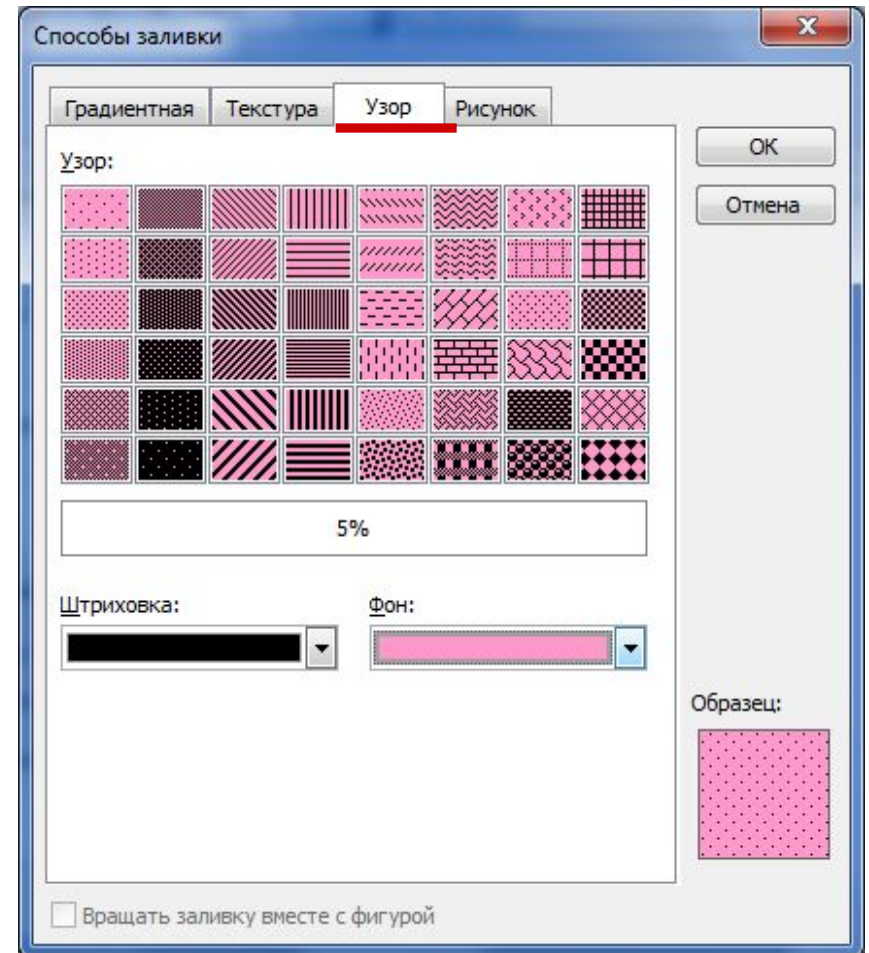 Способы заливки
Градиентная Текстура Узор Рисунок
Узор:
ОК
Отмена
5%
Штриховка: Фон:
Образец:
Вращать заливку вместе с фигурой